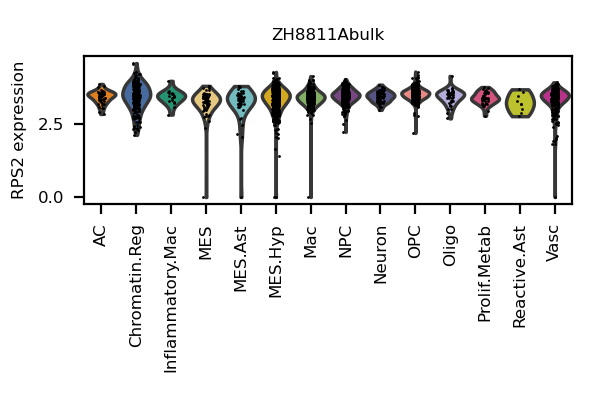 ZH8811Abulk
RPS2 expression
2.5
0.0
AC
Chromatin.Reg
Inflammatory.Mac
MES
MES.Ast
MES.Hyp
Mac
NPC
Neuron
OPC
Oligo
Prolif.Metab
Reactive.Ast
Vasc